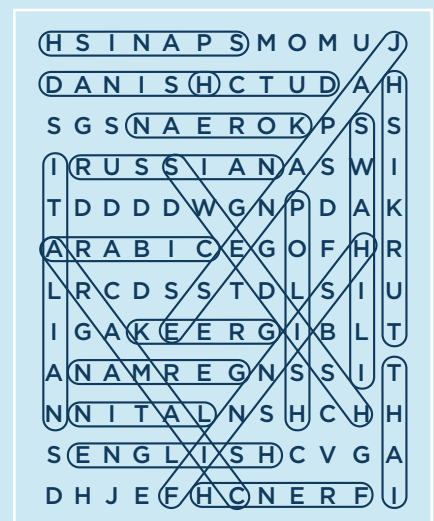 H S I N A P S M O M U J
D A N I S H C T U D A H
S G S N A E R O K P S S
I R U S S I A N A S W I
T D D D D W G N P D A K
A R A B I C E G O F H R
L R C D S S T D L S I U
I G A K E E R G I B L T
A N A M R E G N S S I T
N N I T A L N S H C H H
S E N G L I S H C V G A
D H J E F H C N E R F I